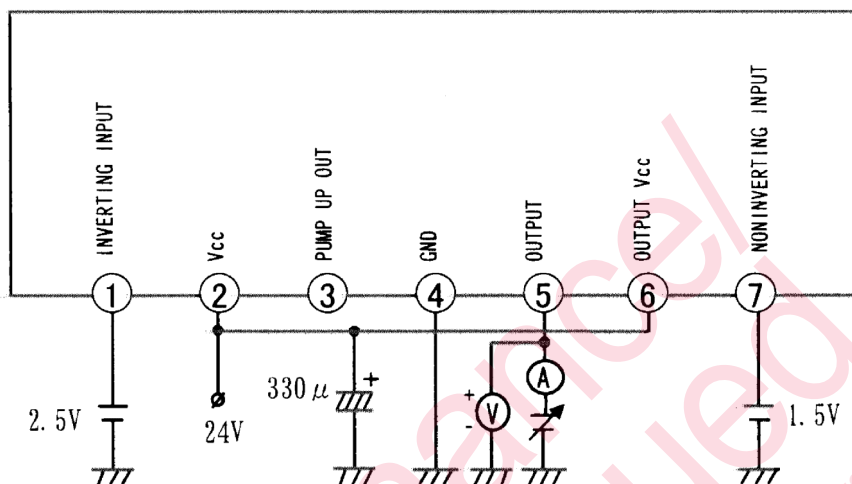 INVERTING INPUT
Vcc
PUMP UP OUT
GND
OUTPUT
OUTPUT Vcc
NONINVERTING INPUT
1
2
3
4
5
6
7
2.5V
24V
330μ
+
+
-
V
A
1.5V